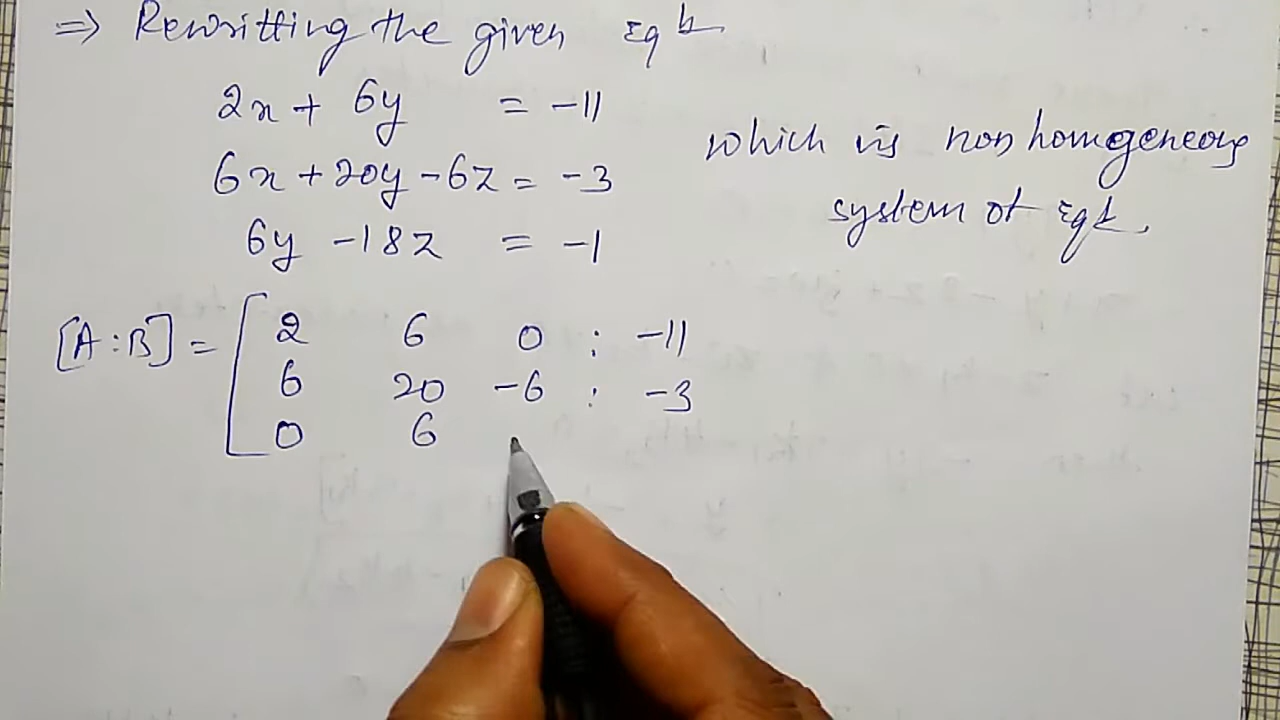 ⇒ Rewritting the given Eqⁿ
2x + 6y = -11
6x + 20y - 6z = -3
6y - 18z = -1
which is non homogeneous
system of Eqⁿ.
[A : B] = [ 2 6 0 : -11
6 20 -6 : -3
0 6